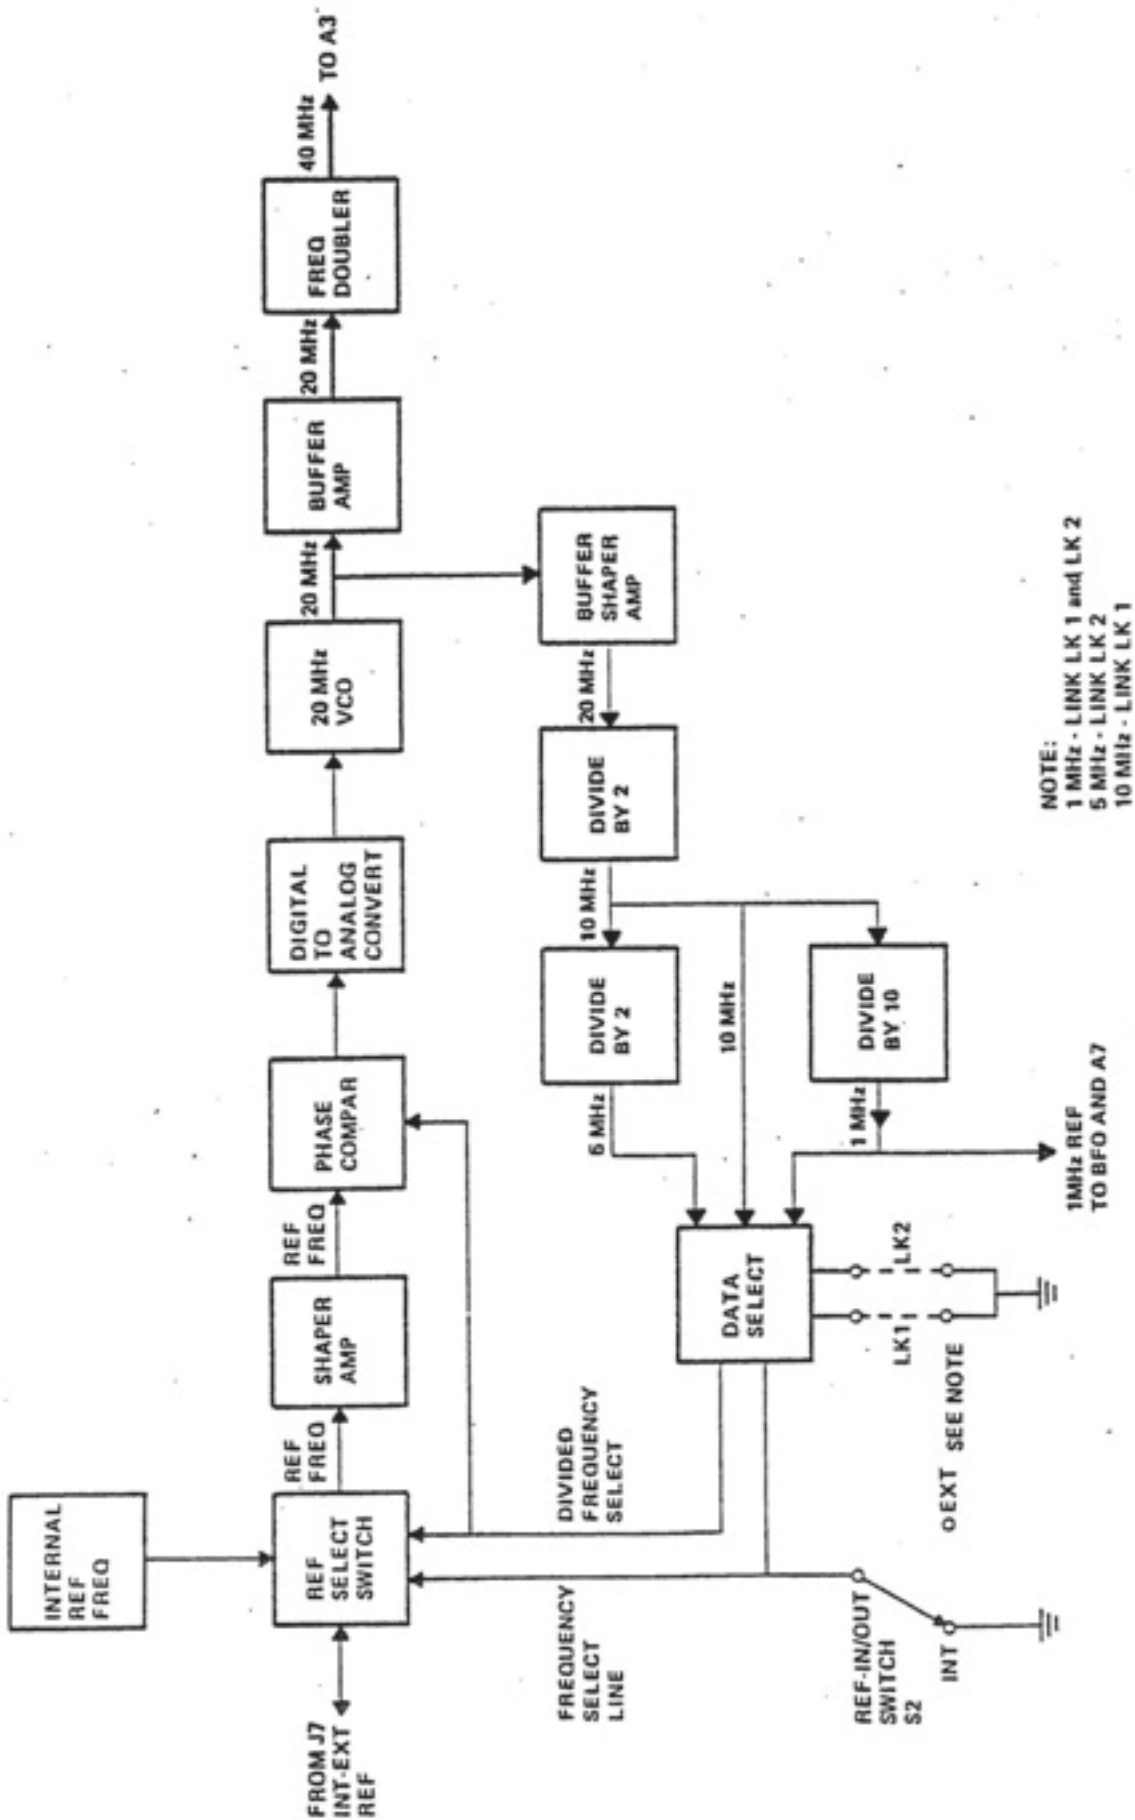 INTERNAL
REF
FREQ
FROM J7
INT-EXT
REF
REF
SELECT
SWITCH
REF
FREQ
SHAPER
AMP
REF
FREQ
PHASE
COMPAR
DIGITAL
TO
ANALOG
CONVERT
20 MHz
VCO
20 MHz
BUFFER
AMP
20 MHz
FREQ
DOUBLER
40 MHz
TO A3
BUFFER
SHAPER
AMP
20 MHz
DIVIDE
BY 2
10 MHz
DIVIDE
BY 2
5 MHz
10 MHz
DIVIDE
BY 10
1 MHz
1MHz REF
TO BFO AND A7
DATA
SELECT
LK1
LK2
DIVIDED
FREQUENCY
SELECT
FREQUENCY
SELECT
LINE
REF-IN/OUT
SWITCH
S2
INT
O EXT SEE NOTE
NOTE:
1 MHz - LINK LK 1 and LK 2
5 MHz - LINK LK 2
10 MHz - LINK LK 1